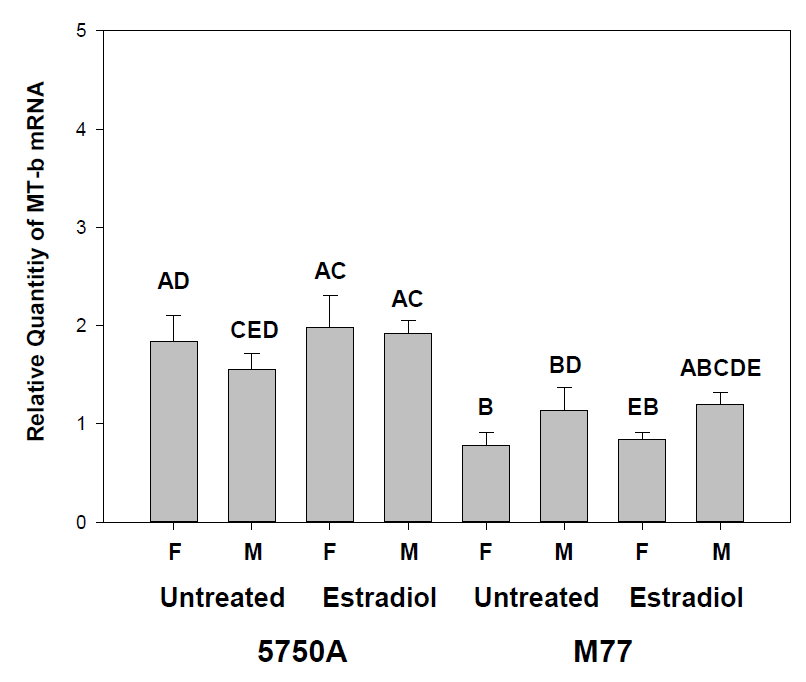 Relative Quantitiy of MT-b mRNA
5
4
3
2
1
0
AD
CED
AC
AC
B
BD
EB
ABCDE
F M F M F M F M
Untreated Estradiol Untreated Estradiol
5750A M77